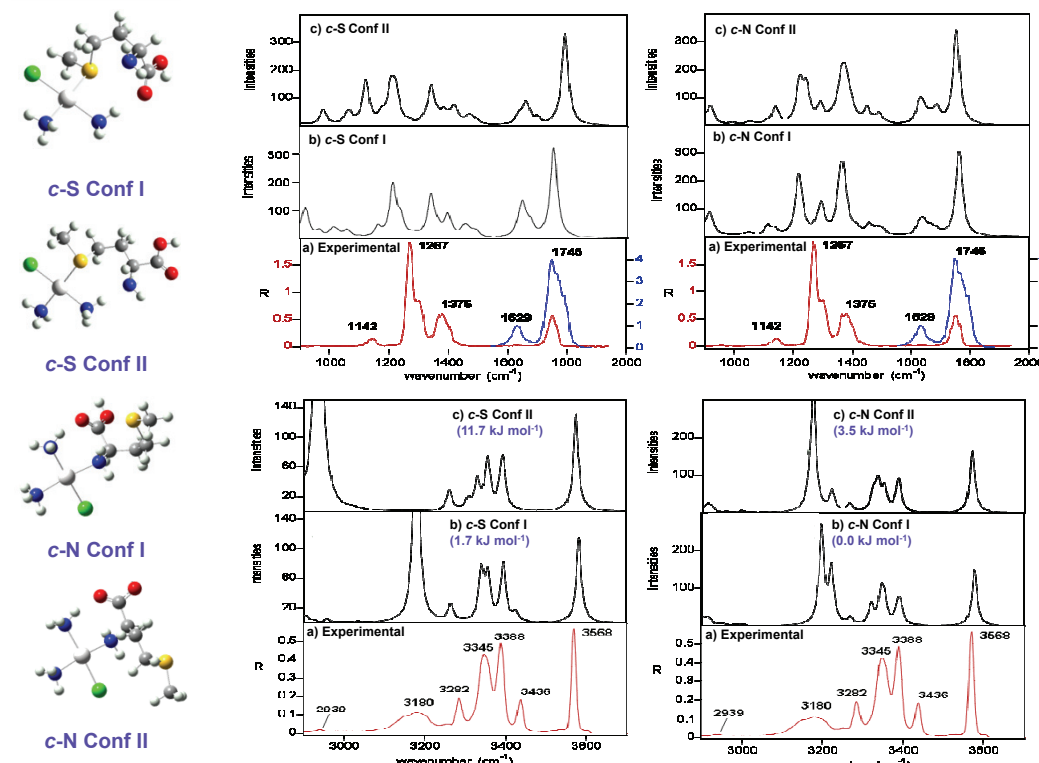 c-S Conf I
c-S Conf II
c-N Conf I
c-N Conf II
c) c-S Conf II
Intensities
300
200
100
b) c-S Conf I
Intensities
300
200
100
a) Experimental
1267
1745
1.5
1
0.5
0
R
1142
1375
1629
4
3
2
1
0
1000
1200
1400
1600
1800
2000
wavenumber (cm-1)
c) c-N Conf II
Intensities
300
200
100
b) c-N Conf I
Intensities
300
200
100
a) Experimental
1267
1745
1.5
1
0.5
0
R
1142
1375
1629
1000
1200
1400
1600
1800
2000
wavenumber (cm-1)
c) c-S Conf II
(11.7 kJ mol-1)
Intensities
140
100
60
20
b) c-S Conf I
(1.7 kJ mol-1)
ntensities
140
100
60
20
a) Experimental
0.5
0.4
0.3
0.2
0.1
0
R
3180
3282
3345
3388
3436
3568
3000
3200
3400
3600
wavenumber (cm-1)
c) c-N Conf II
(3.5 kJ mol-1)
Intensities
200
100
b) c-N Conf I
(0.0 kJ mol-1)
Intensities
200
100
a) Experimental
0.5
0.4
0.3
0.2
0.1
0
R
2939
3180
3282
3345
3388
3436
3568
3000
3200
3400
3600